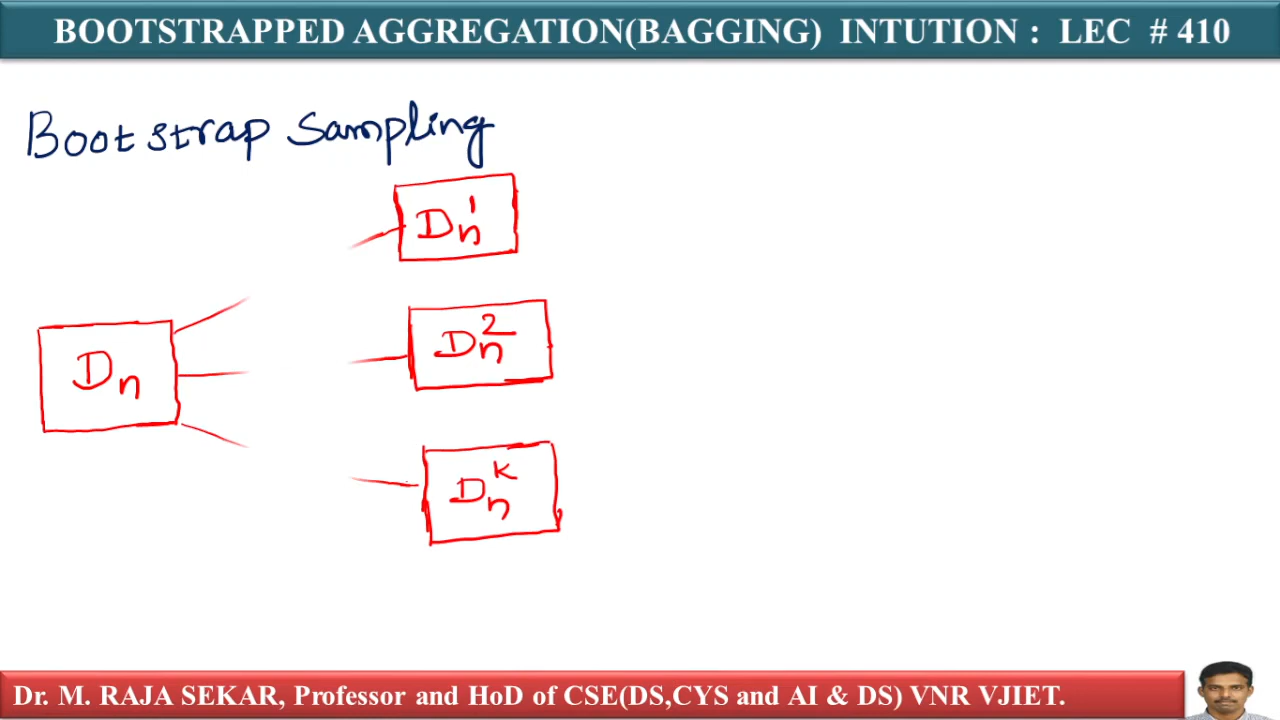 BOOTSTRAPPED AGGREGATION(BAGGING) INTUTION : LEC # 410
Bootstrap Sampling
Dn1
Dn2
Dn
DnK
Dr. M. RAJA SEKAR, Professor and HoD of CSE(DS,CYS and AI & DS) VNR VJIET.